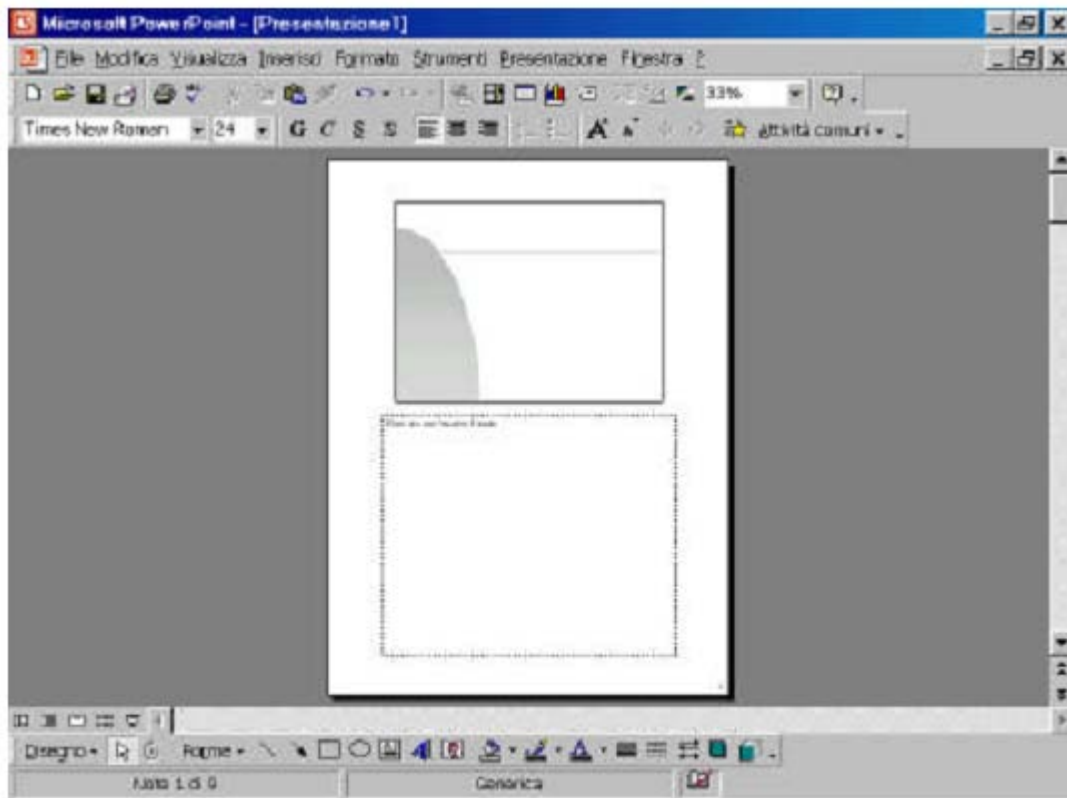 Microsoft PowerPoint - [Presentazione1]
File Modifica Visualizza Inserisci Formato Strumenti Presentazione Finestra ?
33%
Times New Roman 24 G C S S A A Attività comuni
Disegno Forme A A
Nota 1 di 0 Generica